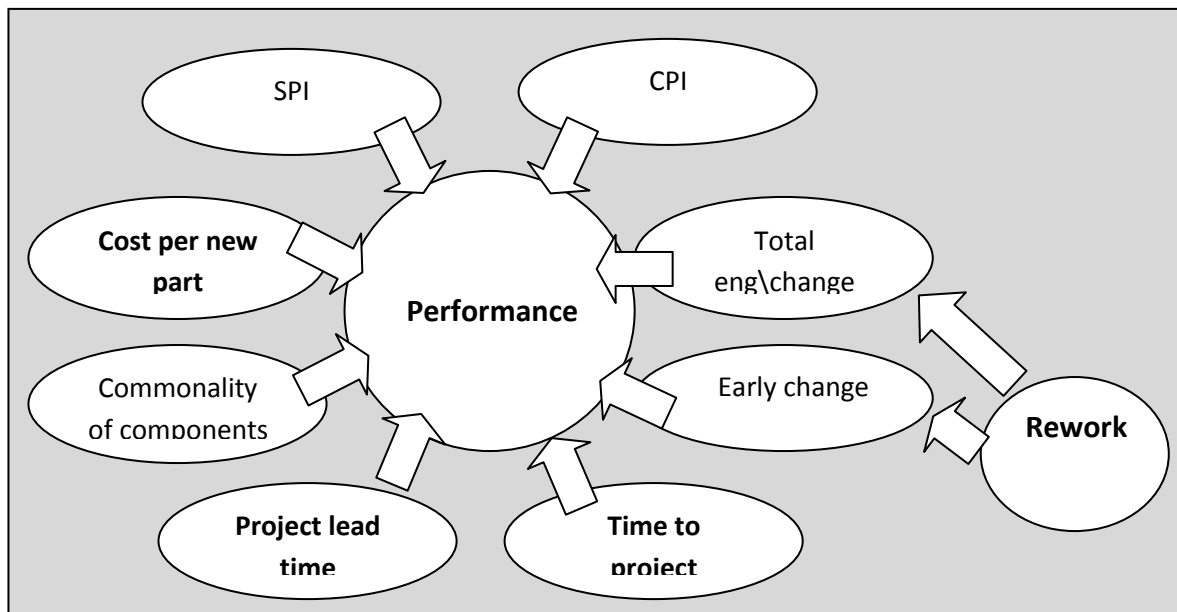 SPI
CPI
Cost per new
part
Total
eng\change
Performance
Commonality
of components
Early change
Rework
Project lead
time
Time to
project